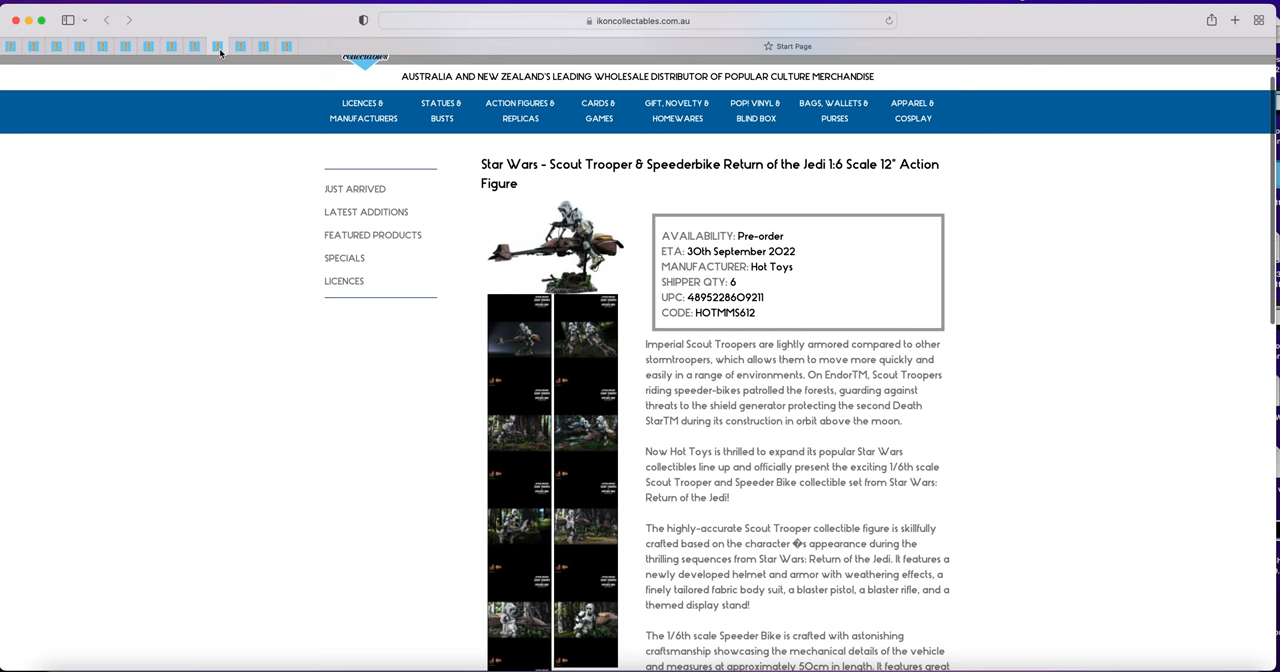 ikoncollectables.com.au
Start Page
collectables
AUSTRALIA AND NEW ZEALAND'S LEADING WHOLESALE DISTRIBUTOR OF POPULAR CULTURE MERCHANDISE
LICENCES & MANUFACTURERS
STATUES & BUSTS
ACTION FIGURES & REPLICAS
CARDS & GAMES
GIFT, NOVELTY & HOMEWARES
POP! VINYL & BLIND BOX
BAGS, WALLETS & PURSES
APPAREL & COSPLAY
JUST ARRIVED
LATEST ADDITIONS
FEATURED PRODUCTS
SPECIALS
LICENCES
Star Wars - Scout Trooper & Speederbike Return of the Jedi 1:6 Scale 12" Action
Figure
AVAILABILITY: Pre-order
ETA: 30th September 2022
MANUFACTURER: Hot Toys
SHIPPER QTY: 6
UPC: 4895228609211
CODE: HOTMMS612
Imperial Scout Troopers are lightly armored compared to other
stormtroopers, which allows them to move more quickly and
easily in a range of environments. On EndorTM, Scout Troopers
riding speeder-bikes patrolled the forests, guarding against
threats to the shield generator protecting the second Death
StarTM during its construction in orbit above the moon.
Now Hot Toys is thrilled to expand its popular Star Wars
collectibles line up and officially present the exciting 1/6th scale
Scout Trooper and Speeder Bike collectible set from Star Wars:
Return of the Jedi!
The highly-accurate Scout Trooper collectible figure is skillfully
crafted based on the character �s appearance during the
thrilling sequences from Star Wars: Return of the Jedi. It features a
newly developed helmet and armor with weathering effects, a
finely tailored fabric body suit, a blaster pistol, a blaster rifle, and a
themed display stand!
The 1/6th scale Speeder Bike is crafted with astonishing
craftsmanship showcasing the mechanical details of the vehicle
and measures at approximately 50cm in length. It features great